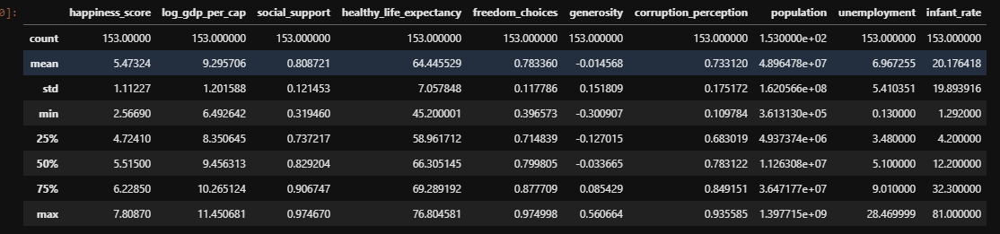 0]:
happiness_score log_gdp_per_cap social_support healthy_life_expectancy freedom_choices generosity corruption_perception population unemployment infant_rate
count 153.00000 153.000000 153.000000 153.000000 153.000000 153.000000 153.000000 1.530000e+02 153.000000 153.000000
mean 5.47324 9.295706 0.808721 64.445529 0.783360 -0.014568 0.733120 4.896478e+07 6.967255 20.176418
std 1.11227 1.201588 0.121453 7.057848 0.117786 0.151809 0.175172 1.620566e+08 5.410351 19.893916
min 2.56690 6.492642 0.319460 45.200001 0.396573 -0.300907 0.109784 3.613130e+05 0.130000 1.292000
25% 4.72410 8.350645 0.737217 58.961712 0.714839 -0.127015 0.683019 4.937374e+06 3.480000 4.200000
50% 5.51500 9.456313 0.829204 66.305145 0.799805 -0.033665 0.783122 1.126308e+07 5.100000 12.200000
75% 6.22850 10.265124 0.906747 69.289192 0.877709 0.085429 0.849151 3.647177e+07 9.010000 32.300000
max 7.80870 11.450681 0.974670 76.804581 0.974998 0.560664 0.935585 1.397715e+09 28.469999 81.000000